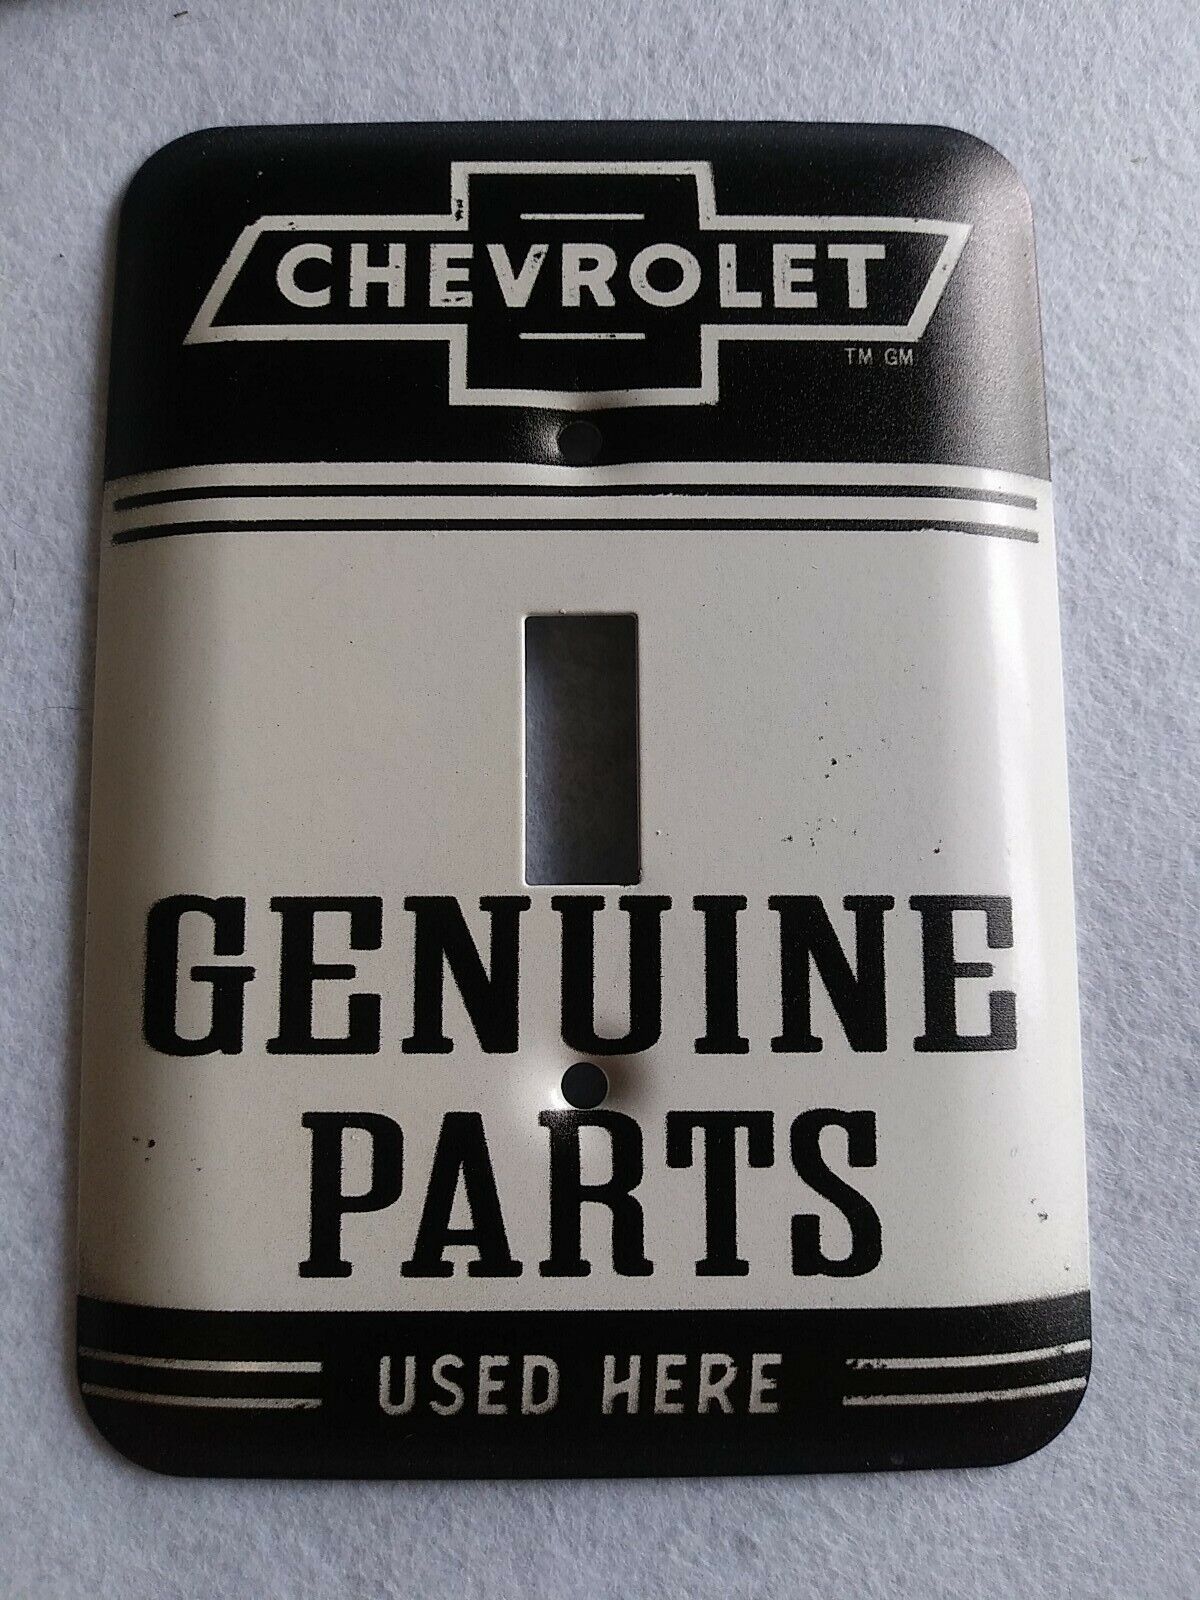 CHEVROLET
TM GM
GENUINE
PARTS
USED HERE